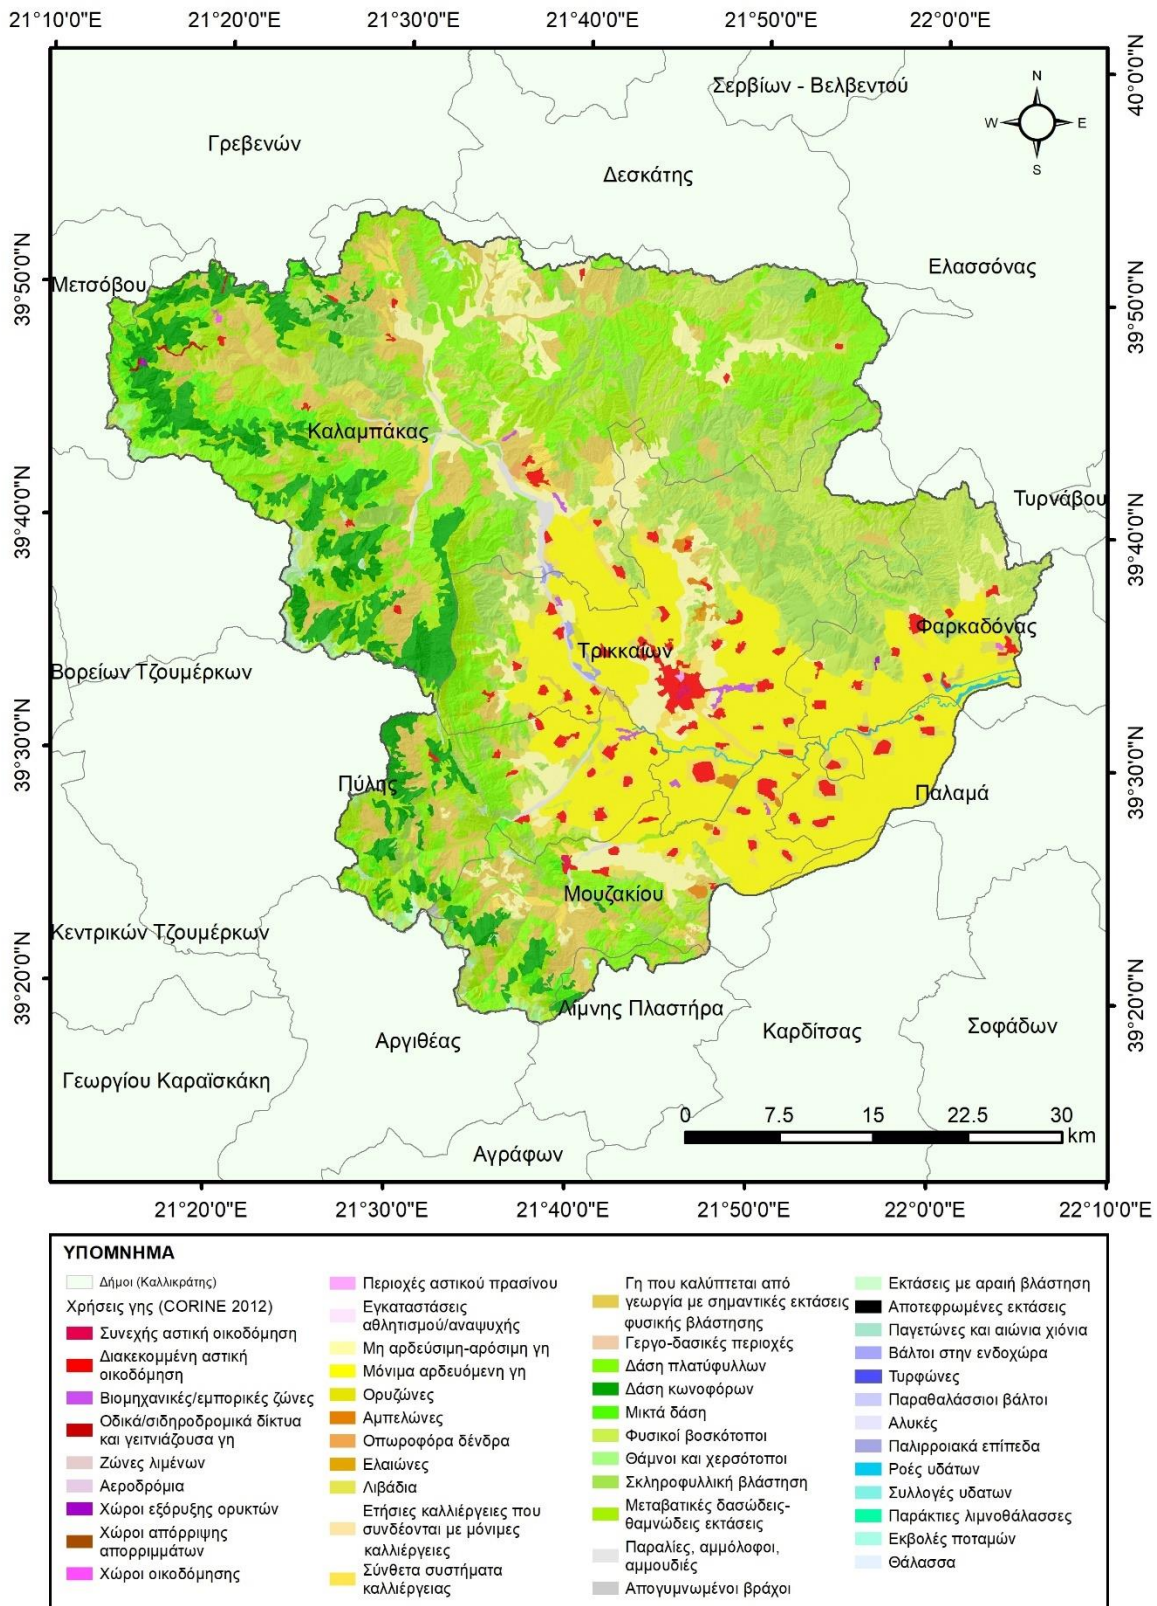 21°10'0"E 21°20'0"E 21°30'0"E 21°40'0"E 21°50'0"E 22°0'0"E
40°0'0"N
Σερβίων - Βελβεντού
N
W E
S
Γρεβενών
Δεσκάτης
Ελασσόνας
Μετσόβου
39°50'0"N
39°50'0"N
Καλαμπάκας
Τυρνάβου
39°40'0"N
39°40'0"N
Φαρκαδόνας
Τρικκαίων
Βορείων Τζουμέρκων
39°30'0"N
39°30'0"N
Πύλης
Παλαμά
Μουζακίου
Κεντρικών Τζουμέρκων
39°20'0"N
39°20'0"N
Λίμνης Πλαστήρα
Αργιθέας
Καρδίτσας
Σοφάδων
Γεωργίου Καραϊσκάκη
0 7.5 15 22.5 30
km
Αγράφων
21°20'0"E 21°30'0"E 21°40'0"E 21°50'0"E 22°0'0"E 22°10'0"E
ΥΠΟΜΝΗΜΑ
Δήμοι (Καλλικράτης)
Χρήσεις γης (CORINE 2012)
Συνεχής αστική οικοδόμηση
Διακεκομμένη αστική
οικοδόμηση
Βιομηχανικές/εμπορικές ζώνες
Οδικά/σιδηροδρομικά δίκτυα
και γειτνιάζουσα γη
Ζώνες λιμένων
Αεροδρόμια
Χώροι εξόρυξης ορυκτών
Χώροι απόρριψης
απορριμμάτων
Χώροι οικοδόμησης
Περιοχές αστικού πρασίνου
Εγκαταστάσεις
αθλητισμού/αναψυχής
Μη αρδεύσιμη-αρόσιμη γη
Μόνιμα αρδευόμενη γη
Ορυζώνες
Αμπελώνες
Οπωροφόρα δένδρα
Ελαιώνες
Λιβάδια
Ετήσιες καλλιέργειες που
συνδέονται με μόνιμες
καλλιέργειες
Σύνθετα συστήματα
καλλιέργειας
Γη που καλύπτεται από
γεωργία με σημαντικές εκτάσεις
φυσικής βλάστησης
Γεργο-δασικές περιοχές
Δάση πλατύφυλλων
Δάση κωνοφόρων
Μικτά δάση
Φυσικοί βοσκότοποι
Θάμνοι και χερσότοποι
Σκληροφυλλική βλάστηση
Μεταβατικές δασώδεις-
θαμνώδεις εκτάσεις
Παραλίες, αμμόλοφοι,
αμμουδιές
Απογυμνωμένοι βράχοι
Εκτάσεις με αραιή βλάστηση
Αποτεφρωμένες εκτάσεις
Παγετώνες και αιώνια χιόνια
Βάλτοι στην ενδοχώρα
Τυρφώνες
Παραθαλάσσιοι βάλτοι
Αλυκές
Παλιρροιακά επίπεδα
Ροές υδάτων
Συλλογές υδατων
Παράκτιες λιμνοθάλασσες
Εκβολές ποταμών
Θάλασσα